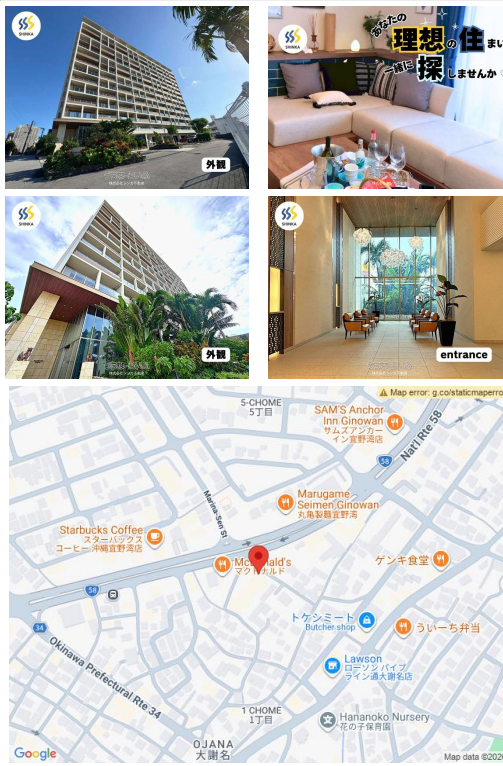 SHINKA
外観
SHINKA
あなたの
理想の住まい
一緒に探しませんか
SHINKA
外観
SHINKA
entrance
Map error: g.co/staticmaperro
5-CHOME
5丁目
SAM'S Anchor
Inn Ginowan
サムズアンカー
イン宜野湾店
58
Nat'l Rte 58
Marina-Sen St
Marugame
Seimen Ginowan
丸亀製麺宜野湾
Starbucks Coffee
スターバックス
コーヒー 沖縄宜野湾店
McDonald's
マクドナルド
ゲンキ食堂
58
58
34
トケシミート
Butcher shop
ういーち弁当
Okinawa Prefectural Rte 34
Lawson
ローソン パイプ
ライン通大謝名店
1 CHOME
1丁目
Hananoko Nursery
花の子保育園
OJANA
大謝名
Google
Map data ©202